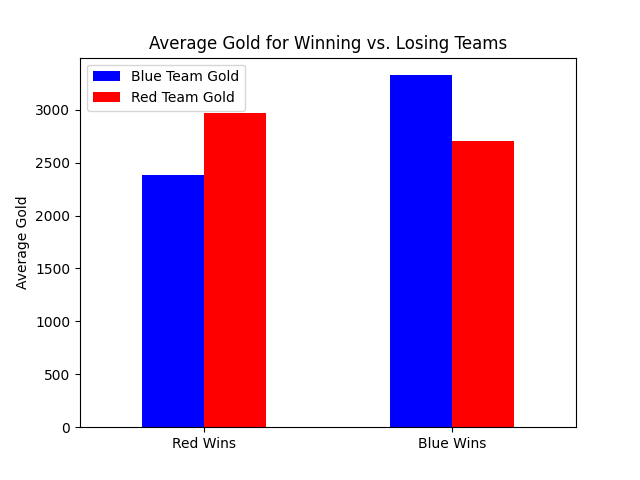 Average Gold for Winning vs. Losing Teams
Blue Team Gold
Red Team Gold
Average Gold
3000
2500
2000
1500
1000
500
0
Red Wins
Blue Wins